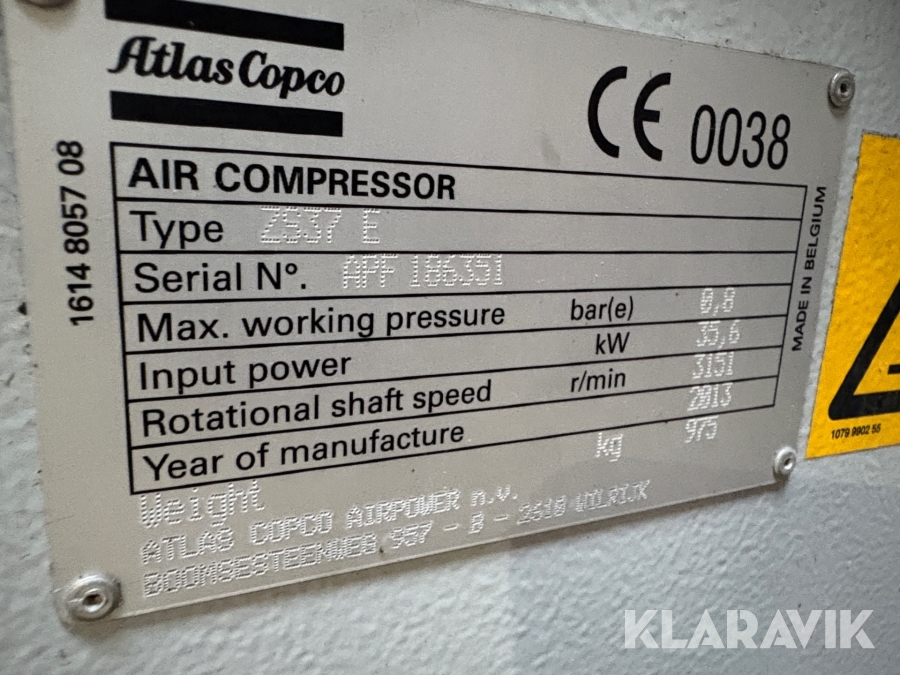 Atlas Copco
CE 0038
1614 8057 08
AIR COMPRESSOR
Type ZS37 E
Serial N°. APF 186351
Max. working pressure bar(e) 0,8
Input power kW 35,6
Rotational shaft speed r/min 3151
Year of manufacture 2013
Weight kg 975
ATLAS COPCO AIRPOWER n.v.
BOOMSESTEENWEG 957 - B - 2610 WILRIJK
MADE IN BELGIUM
1079 9902 55
KLARAVIK